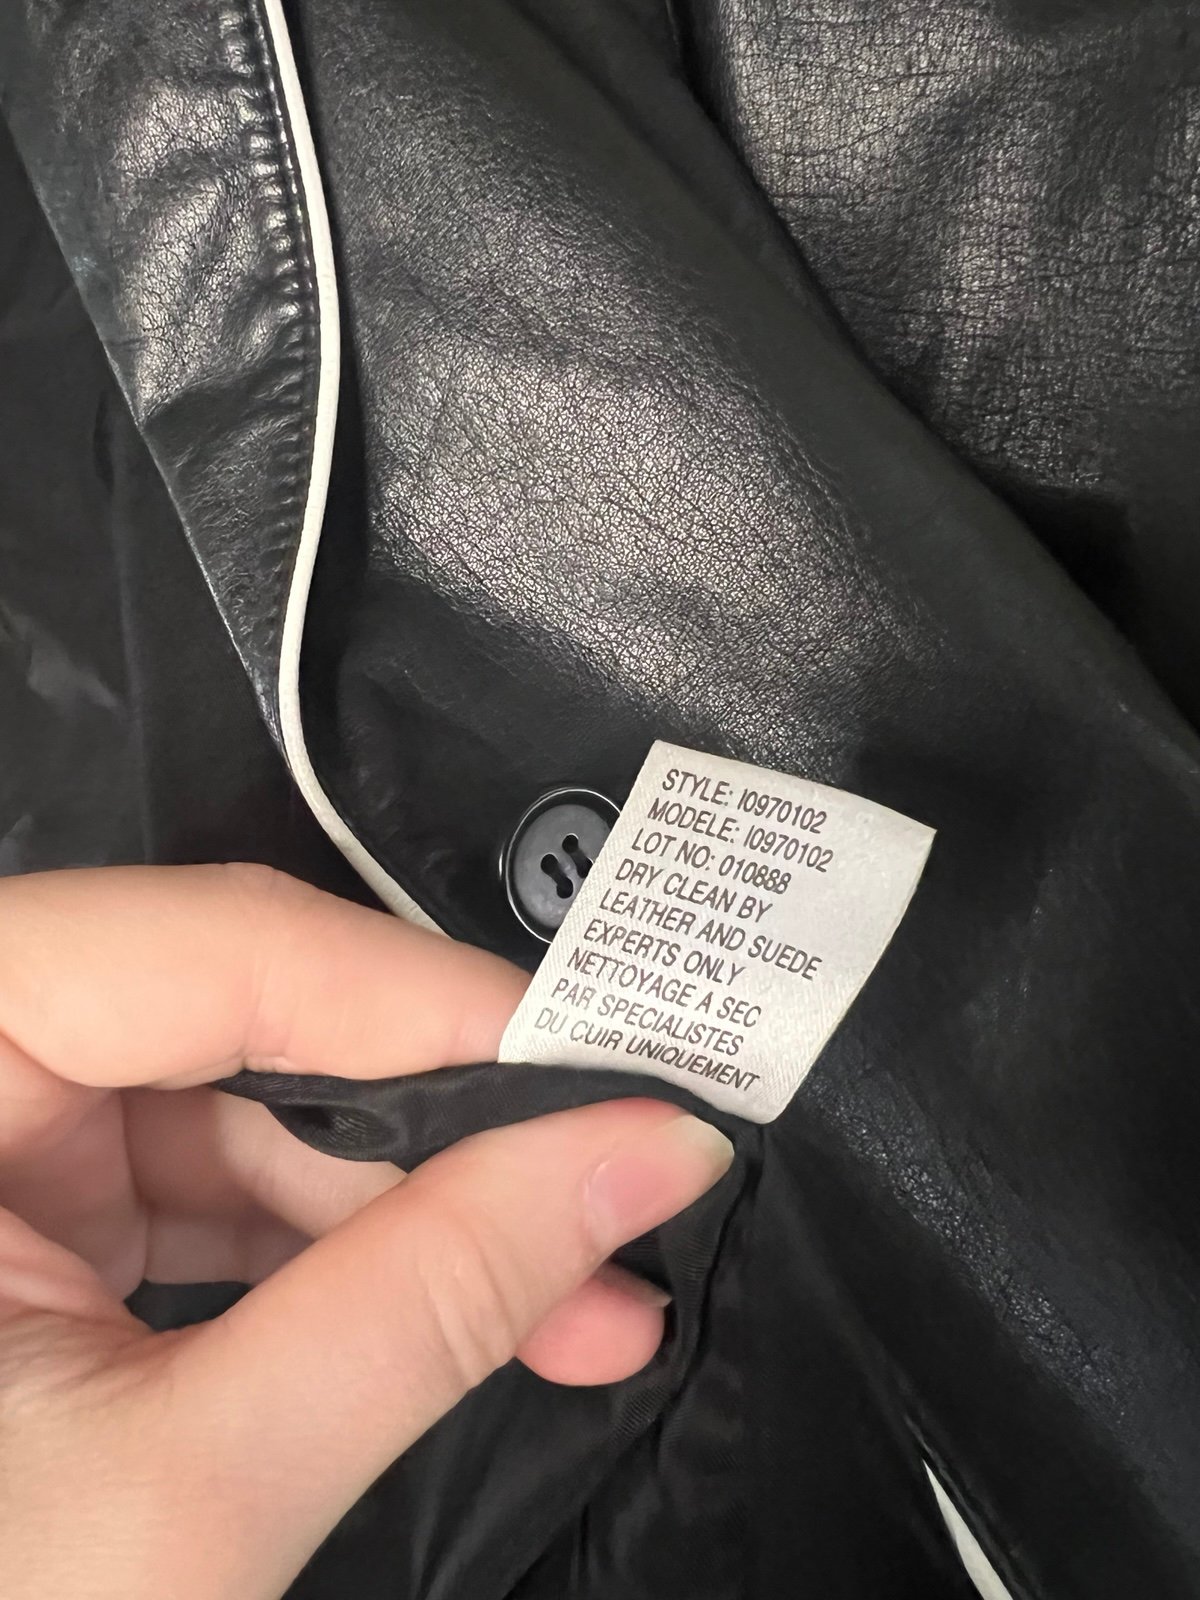 STYLE: I0970102
MODELE: I0970102
LOT NO: 010888
DRY CLEAN BY
LEATHER AND SUEDE
EXPERTS ONLY
NETTOYAGE A SEC
PAR SPECIALISTES
DU CUIR UNIQUEMENT